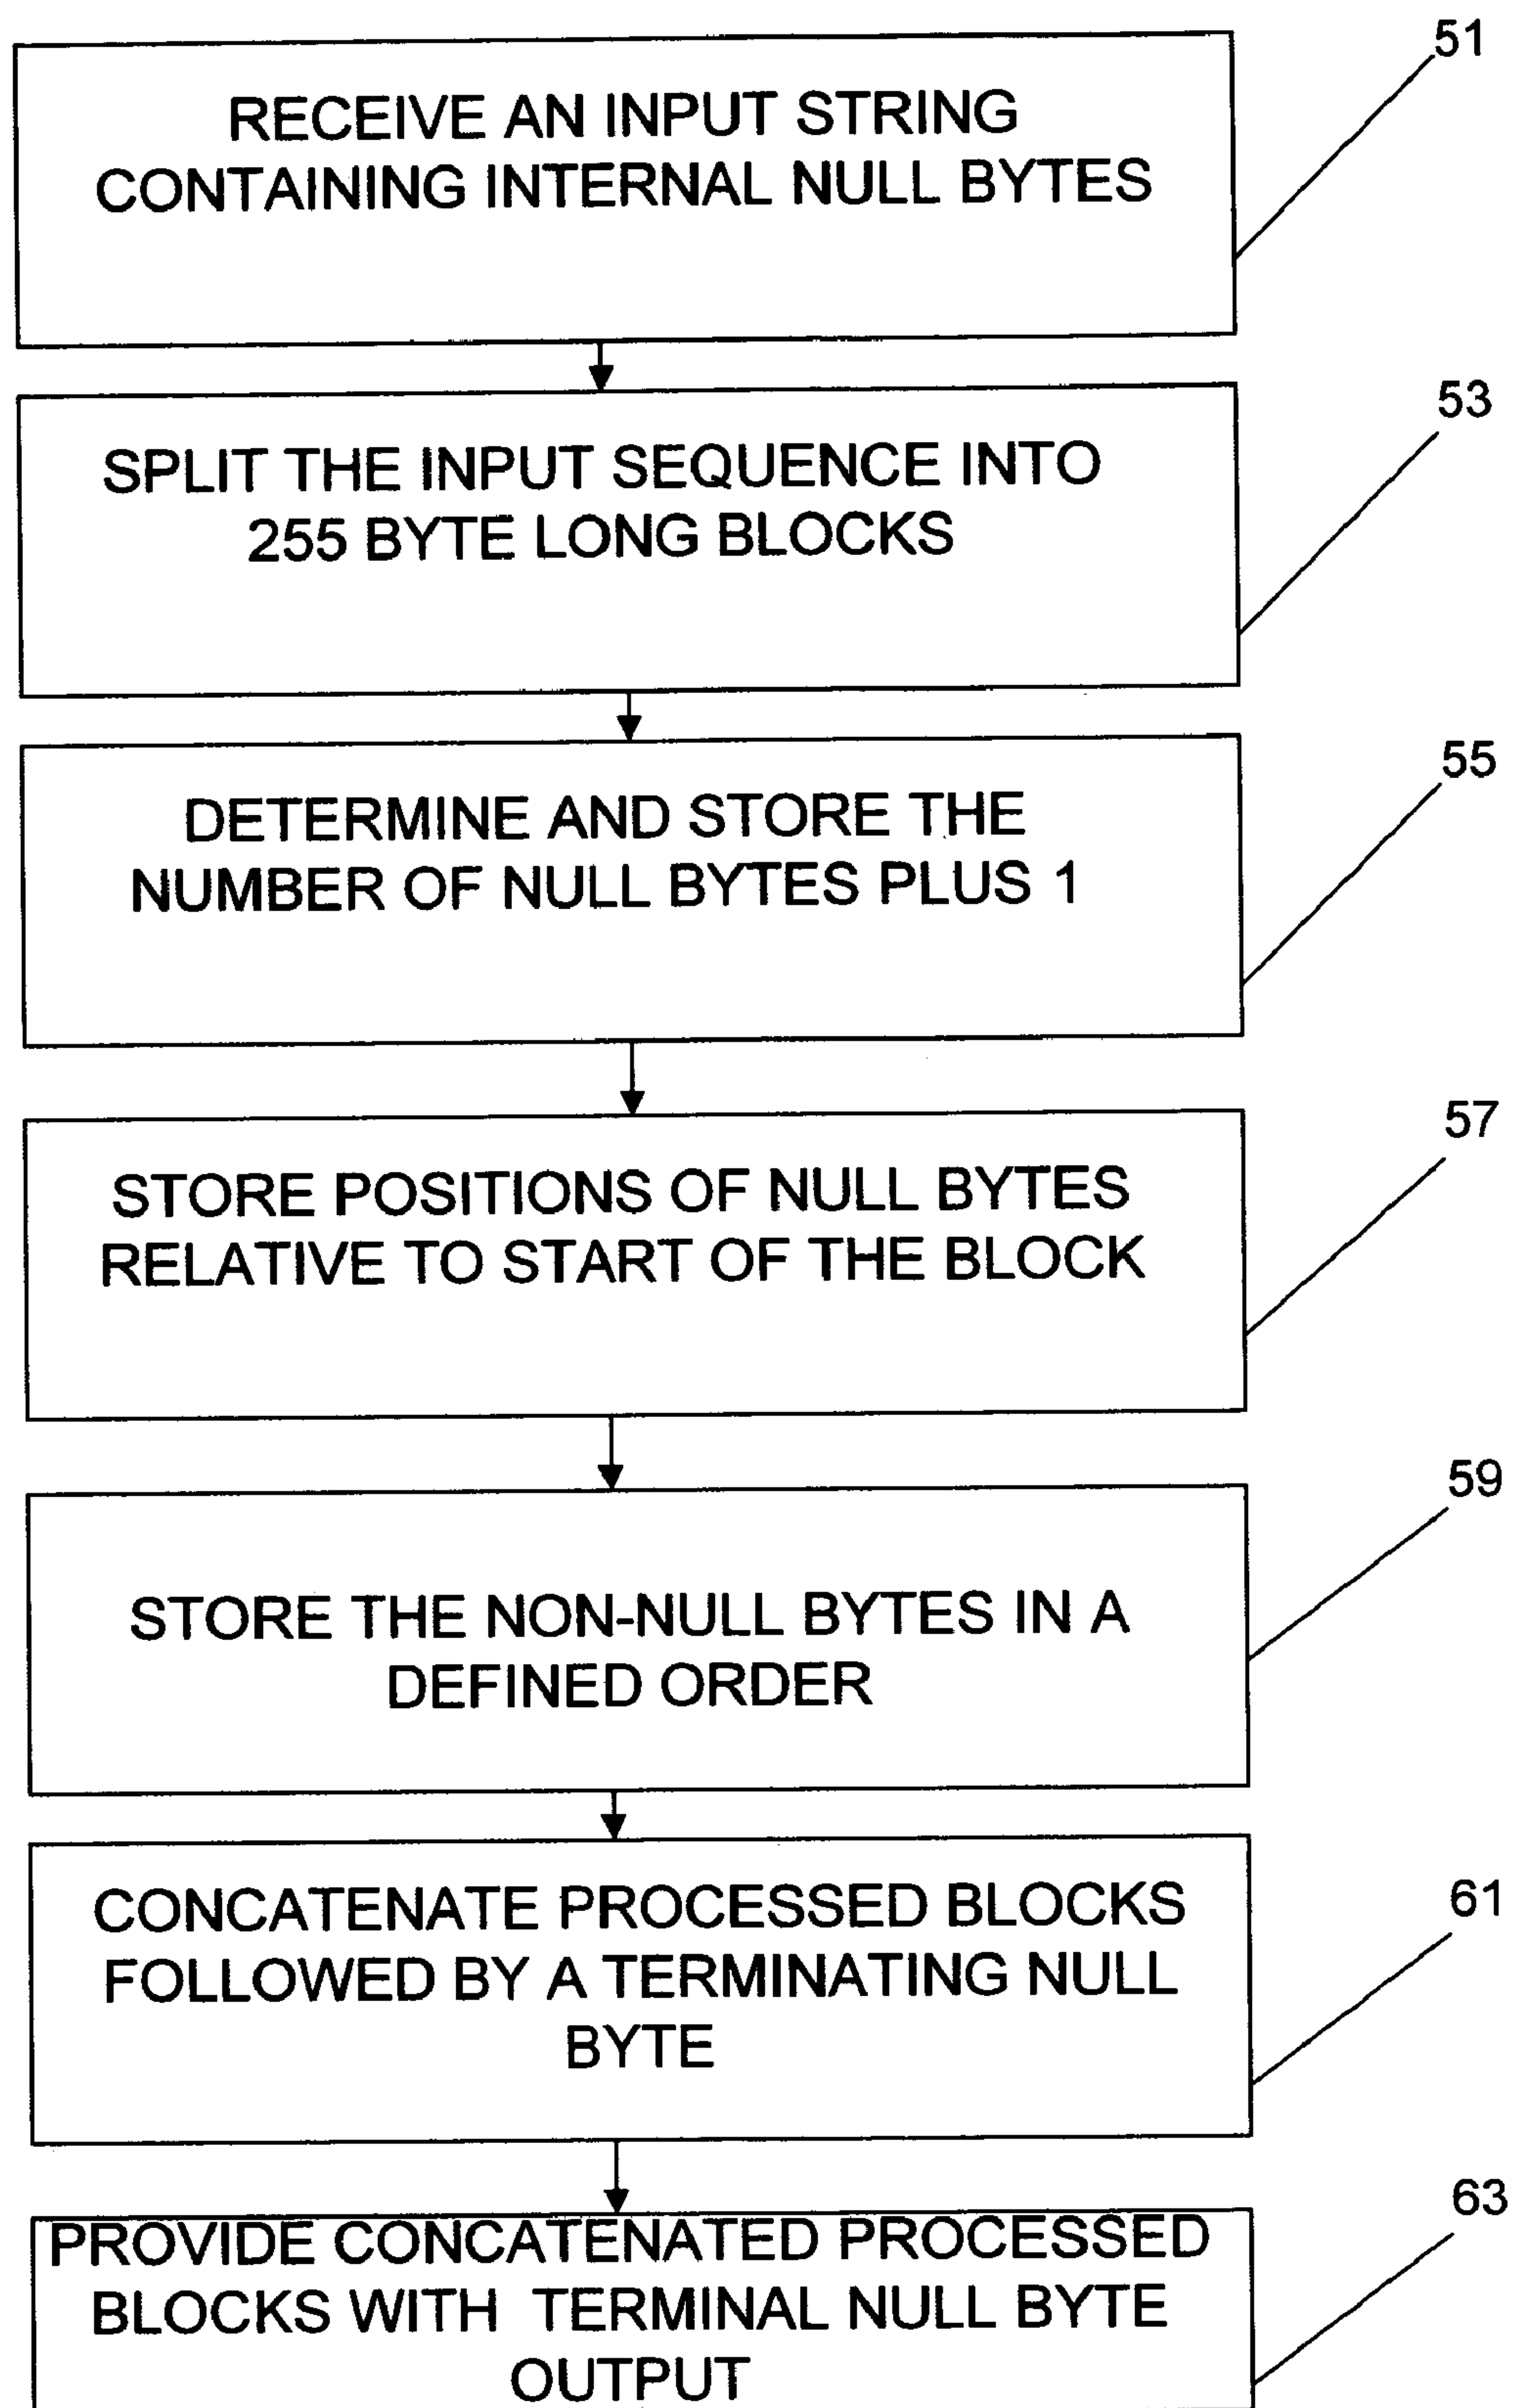 51
RECEIVE AN INPUT STRING
CONTAINING INTERNAL NULL BYTES
53
SPLIT THE INPUT SEQUENCE INTO
255 BYTE LONG BLOCKS
55
DETERMINE AND STORE THE
NUMBER OF NULL BYTES PLUS 1
57
STORE POSITIONS OF NULL BYTES
RELATIVE TO START OF THE BLOCK
59
STORE THE NON-NULL BYTES IN A
DEFINED ORDER
61
CONCATENATE PROCESSED BLOCKS
FOLLOWED BY A TERMINATING NULL
BYTE
63
PROVIDE CONCATENATED PROCESSED
BLOCKS WITH TERMINAL NULL BYTE
OUTPUT